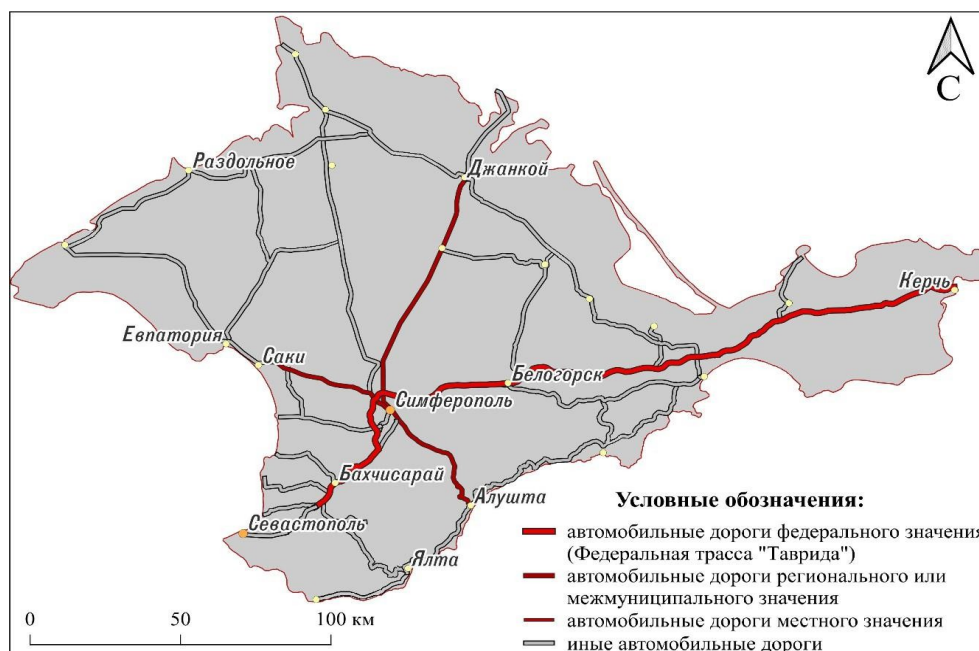 С
Раздольное
Джанкой
Керчь
Евпатория
Саки
Белогорск
Симферополь
Бахчисарай
Алушта
Севастополь
Ялта
Условные обозначения:
автомобильные дороги федерального значения
(Федеральная трасса "Таврида")
автомобильные дороги регионального или
межмуниципального значения
автомобильные дороги местного значения
иные автомобильные дороги
0 50 100 км